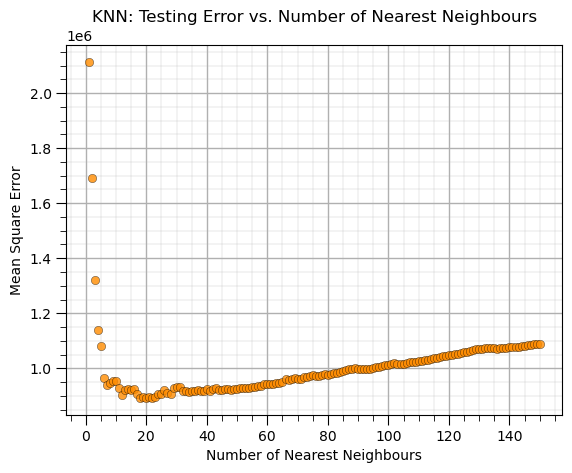 KNN: Testing Error vs. Number of Nearest Neighbours
1e6
2.0
1.8
1.6
1.4
1.2
1.0
Mean Square Error
0 20 40 60 80 100 120 140
Number of Nearest Neighbours